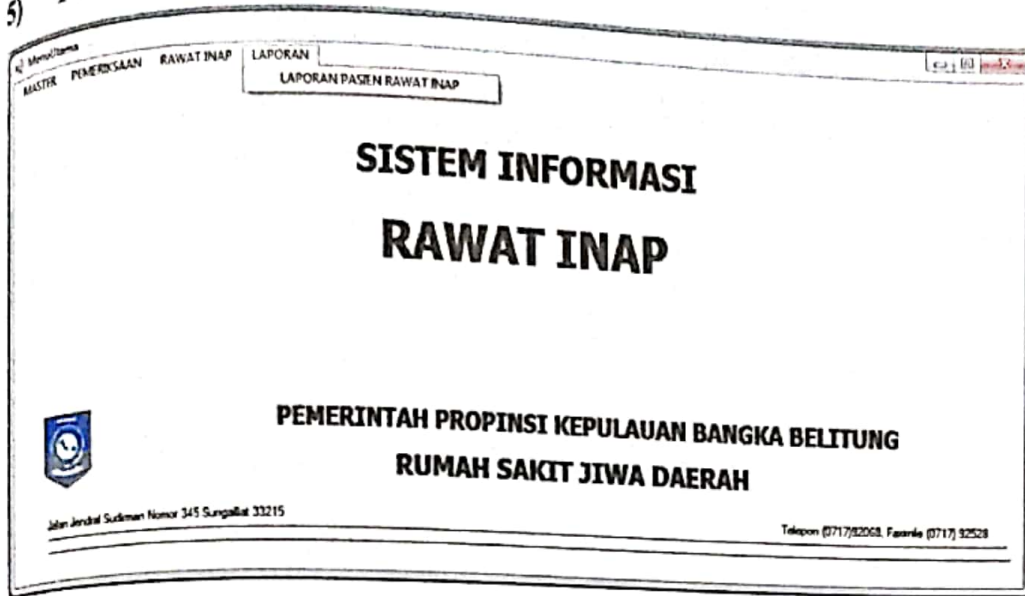 5)
MenuUtama
MASTER PEMERIKSAAN RAWAT INAP LAPORAN
LAPORAN PASIEN RAWAT INAP
SISTEM INFORMASI
RAWAT INAP
PEMERINTAH PROPINSI KEPULAUAN BANGKA BELITUNG
RUMAH SAKIT JIWA DAERAH
Jalan Jendral Sudirman Nomor 345 Sungailiat 33215
Telepon (0717)92068, Faximile (0717) 92528